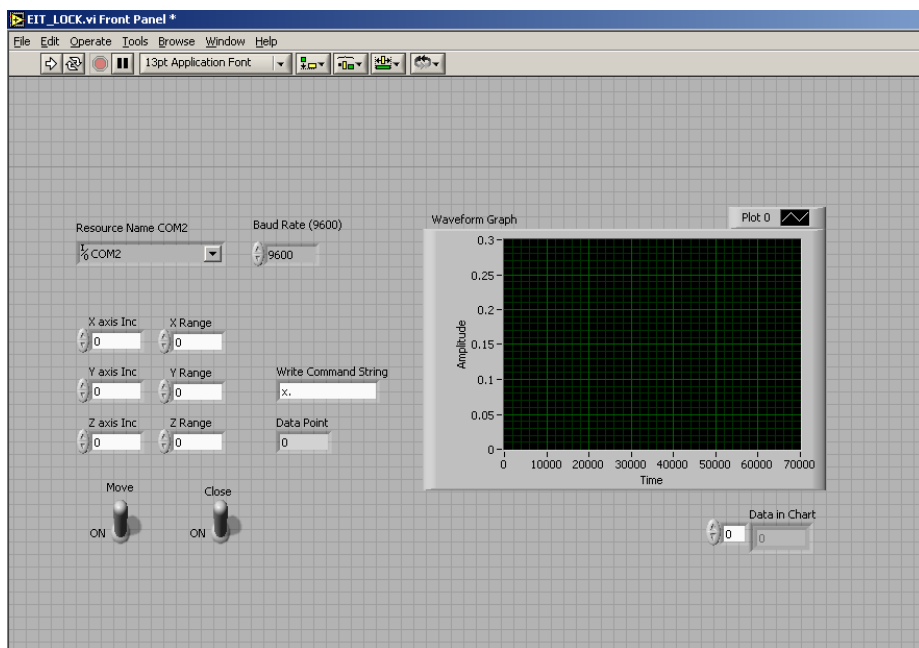 EIT_LOCK.vi Front Panel *
File Edit Operate Tools Browse Window Help
13pt Application Font
Resource Name COM2
Baud Rate (9600)
I/O COM2
9600
Waveform Graph
Plot 0
0.3
0.25
0.2
0.15
0.1
0.05
0
Amplitude
0 10000 20000 30000 40000 50000 60000 70000
Time
X axis Inc X Range
0 0
Y axis Inc Y Range
0 0
Write Command String
x.
Z axis Inc Z Range
0 0
Data Point
0
Move Close
ON ON
Data in Chart
0 0